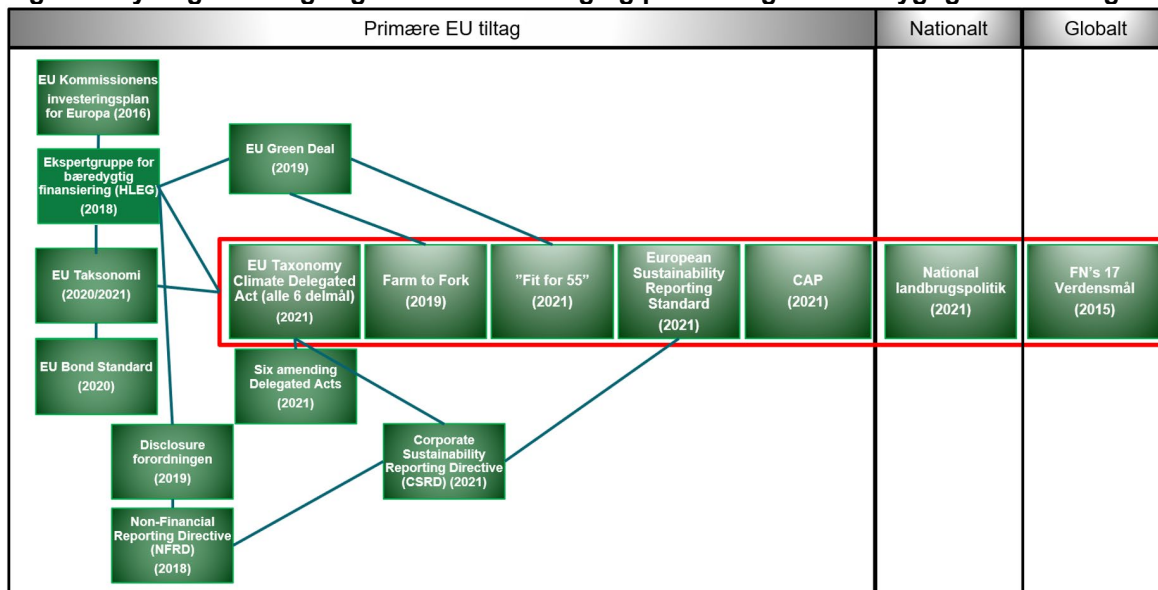 Primære EU tiltag
Nationalt
Globalt
EU Kommissionens
investeringsplan
for Europa (2016)
Ekspertgruppe for
bæredygtig
finansiering (HLEG)
(2018)
EU Green Deal
(2019)
EU Taksonomi
(2020/2021)
EU Taxonomy
Climate Delegated
Act (alle 6 delmål)
(2021)
Farm to Fork
(2019)
”Fit for 55”
(2021)
European
Sustainability
Reporting
Standard
(2021)
CAP
(2021)
National
landbrugspolitik
(2021)
FN's 17
Verdensmål
(2015)
EU Bond Standard
(2020)
Six amending
Delegated Acts
(2021)
Disclosure
forordningen
(2019)
Corporate
Sustainability
Reporting Directive
(CSRD) (2021)
Non-Financial
Reporting Directive
(NFRD)
(2018)